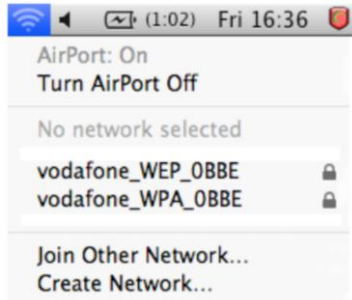 (1:02) Fri 16:36
AirPort: On
Turn AirPort Off
No network selected
vodafone_WEP_0BBE
vodafone_WPA_0BBE
Join Other Network...
Create Network...